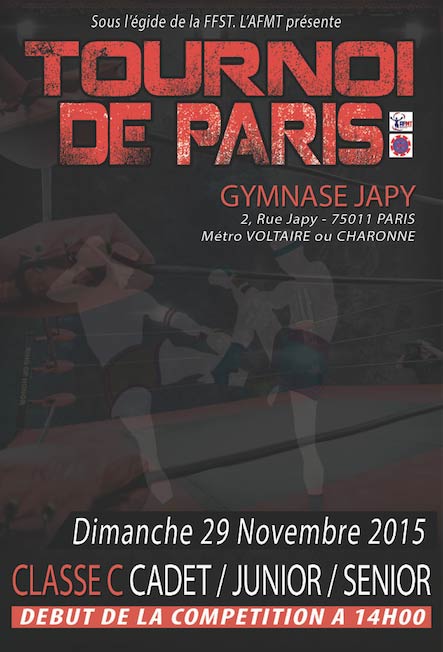 Sous l'égide de la FFST. L'AFMT présente
TOURNOI
DE PARIS
AFMT
GYMNASE JAPY
2, Rue Japy - 75011 PARIS
Métro VOLTAIRE ou CHARONNE
Dimanche 29 Novembre 2015
CLASSE C CADET / JUNIOR / SENIOR
DEBUT DE LA COMPETITION A 14H00